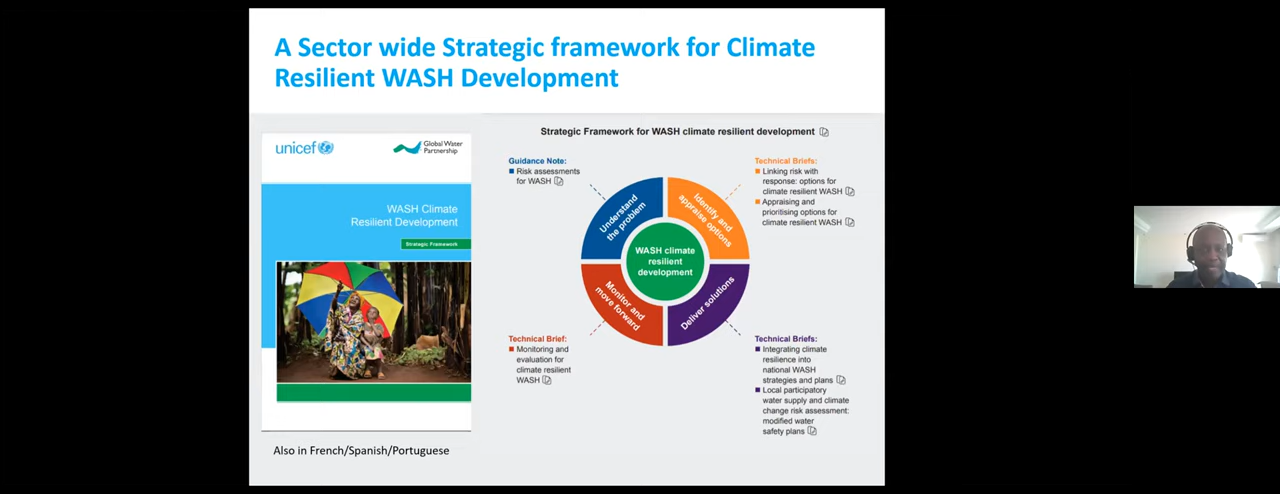 A Sector wide Strategic framework for Climate
Resilient WASH Development
unicef
Global Water
Partnership
WASH Climate
Resilient Development
Strategic Framework
Also in French/Spanish/Portuguese
Strategic Framework for WASH climate resilient development
Guidance Note:
Risk assessments
for WASH
Technical Briefs:
Linking risk with
response: options for
climate resilient WASH
Appraising and
prioritising options for
climate resilient WASH
Understand
the problem
Identify and
appraise options
WASH climate
resilient
development
Monitor and
move forward
Deliver solutions
Technical Brief:
Monitoring and
evaluation for
climate resilient
WASH
Technical Briefs:
Integrating climate
resilience into
national WASH
strategies and plans
Local participatory
water supply and climate
change risk assessment:
modified water
safety plans